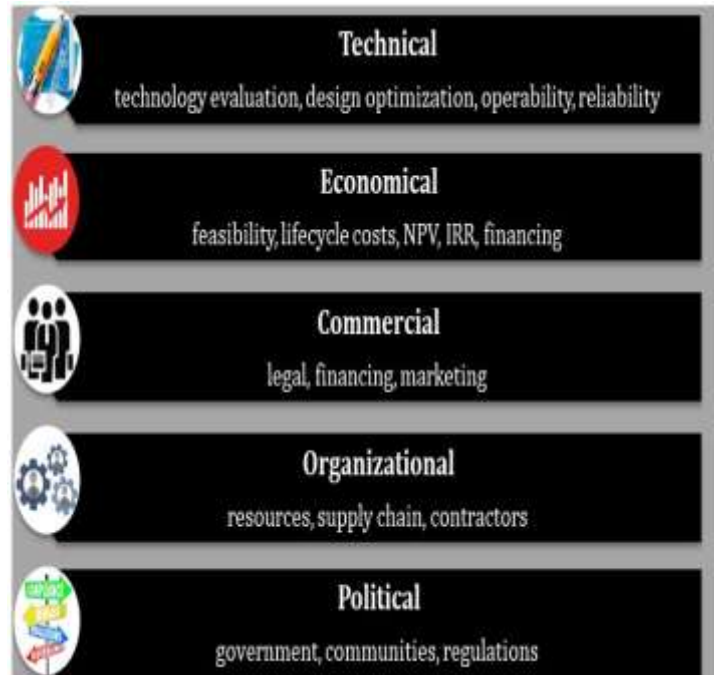 Technical
technology evaluation, design optimization, operability, reliability
Economical
feasibility, lifecycle costs, NPV, IRR, financing
Commercial
legal, financing, marketing
Organizational
resources, supply chain, contractors
Political
government, communities, regulations